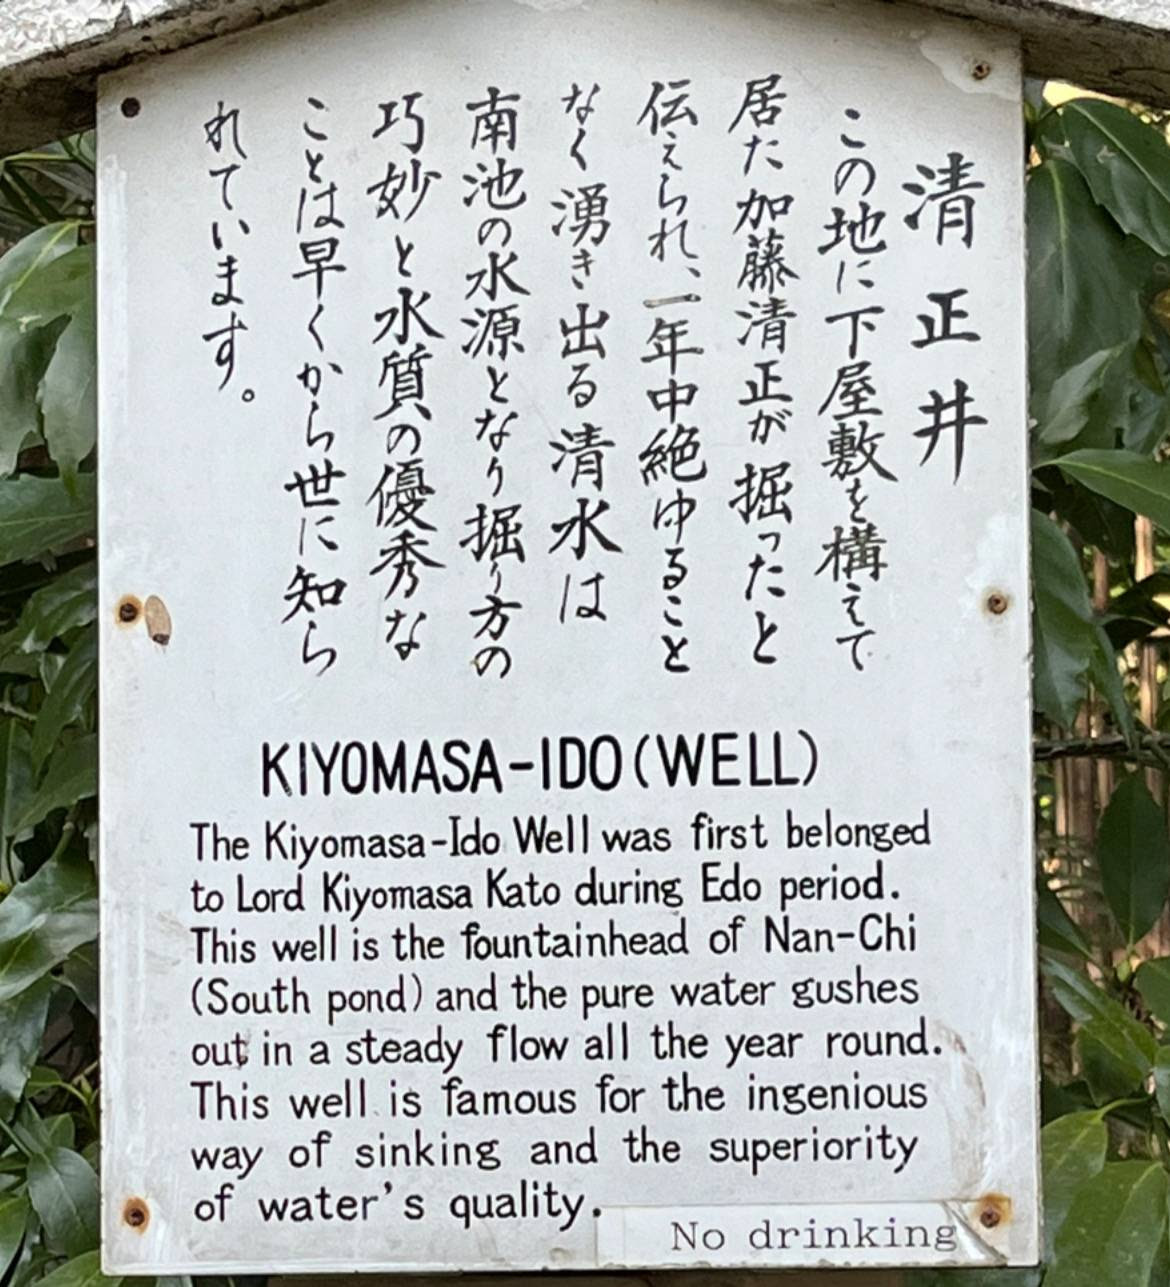 清正井
この地に下屋敷を構えて
居た加藤清正が掘ったと
伝えられ、一年中絶ゆること
なく湧き出る清水は
南池の水源となり掘り方の
巧妙と水質の優秀な
ことは早くから世に知ら
れています。
KIYOMASA-IDO(WELL)
The Kiyomasa-Ido Well was first belonged
to Lord Kiyomasa Kato during Edo period.
This well is the fountainhead of Nan-Chi
(South pond) and the pure water gushes
out in a steady flow all the year round.
This well is famous for the ingenious
way of sinking and the superiority
of water's quality.
No drinking